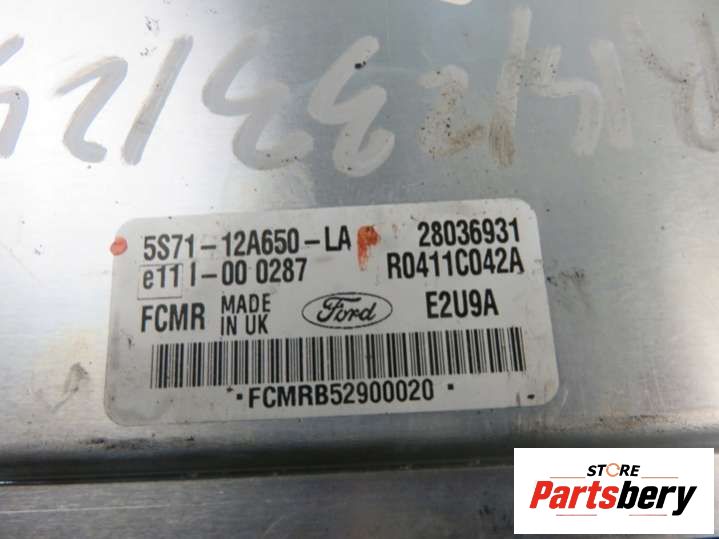 5S71-12A650-LA 28036931
e11 I-00 0287 R0411C042A
FCMR MADE IN UK Ford E2U9A
FCMRB52900020
STORE
Partsbery